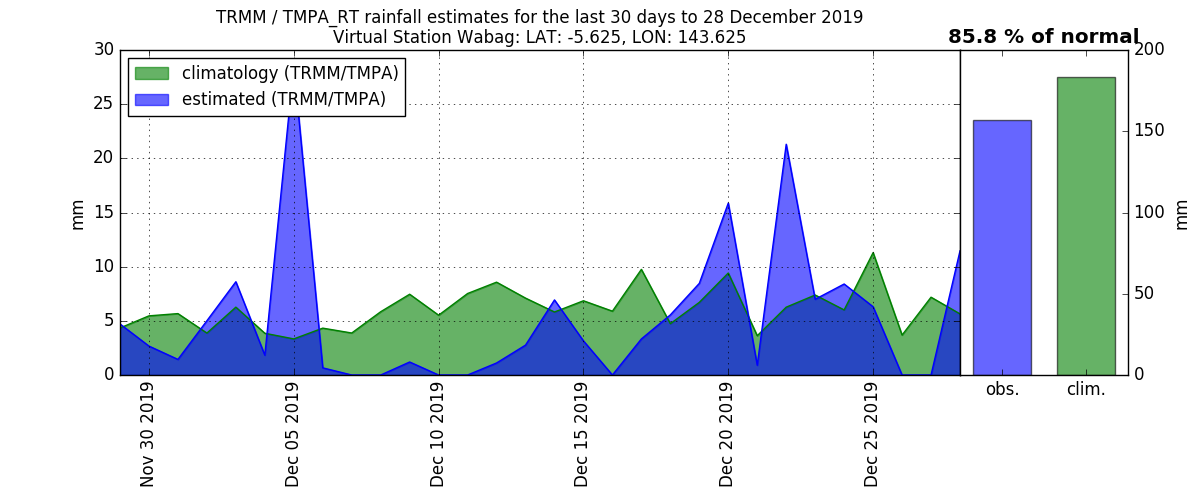 TRMM / TMPA_RT rainfall estimates for the last 30 days to 28 December 2019
Virtual Station Wabag: LAT: -5.625, LON: 143.625
85.8 % of normal
climatology (TRMM/TMPA)
estimated (TRMM/TMPA)
30
25
20
15
10
5
0
mm
Nov 30 2019
Dec 05 2019
Dec 10 2019
Dec 15 2019
Dec 20 2019
Dec 25 2019
200
150
100
50
0
mm
obs.
clim.